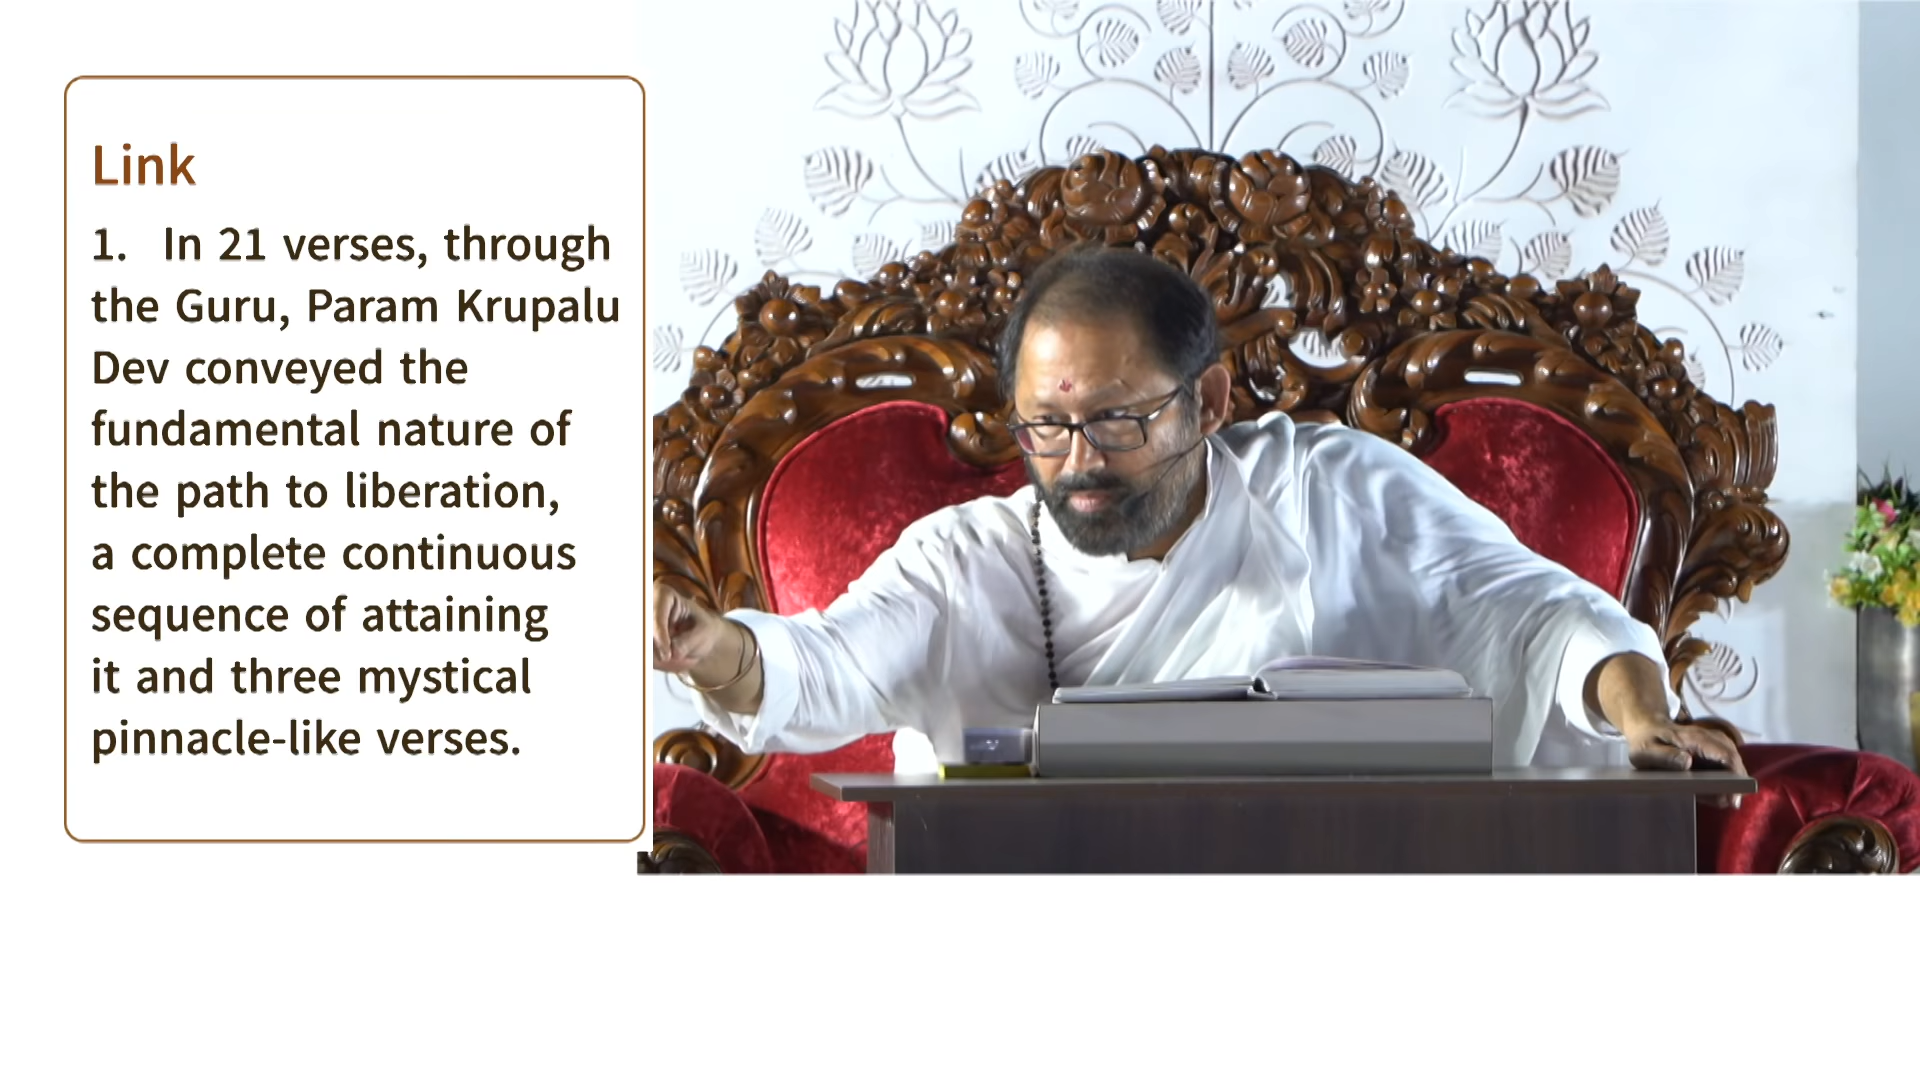 Link
1. In 21 verses, through
the Guru, Param Krupalu
Dev conveyed the
fundamental nature of
the path to liberation,
a complete continuous
sequence of attaining
it and three mystical
pinnacle-like verses.